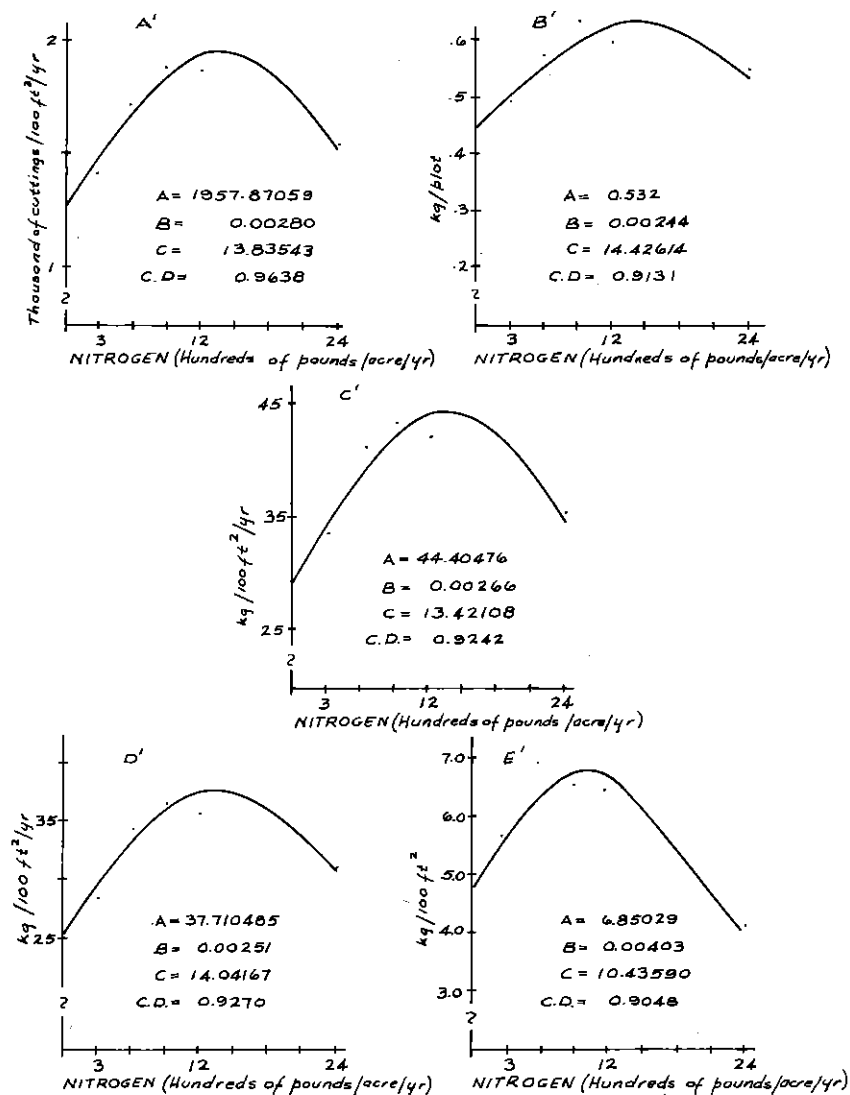 A'
Thousand of cuttings/100 ft²/yr
2
1
2
A= 1957.87059
B= 0.00280
C= 13.83543
C.D= 0.9638
3 12 24
NITROGEN (Hundreds of pounds/acre/yr)
B'
kg/plot
.6
.5
.4
.3
.2
2
A= 0.532
B= 0.00244
C= 14.42614
C.D= 0.9131
3 12 24
NITROGEN (Hundreds of pounds/acre/yr)
C'
kg/100 ft²/yr
45
35
25
2
A= 44.40476
B= 0.00266
C= 13.42108
C.D.= 0.9242
3 12 24
NITROGEN (Hundreds of pounds/acre/yr)
D'
kg/100 ft²/yr
35
25
2
A= 37.710485
B= 0.00251
C= 14.04167
C.D.= 0.9270
3 12 24
NITROGEN (Hundreds of pounds/acre/yr)
E'
kg/100 ft²
7.0
6.0
5.0
4.0
3.0
2
A= 6.85029
B= 0.00403
C= 10.43590
C.D.= 0.9048
3 12 24
NITROGEN (Hundreds of pounds/acre/yr)